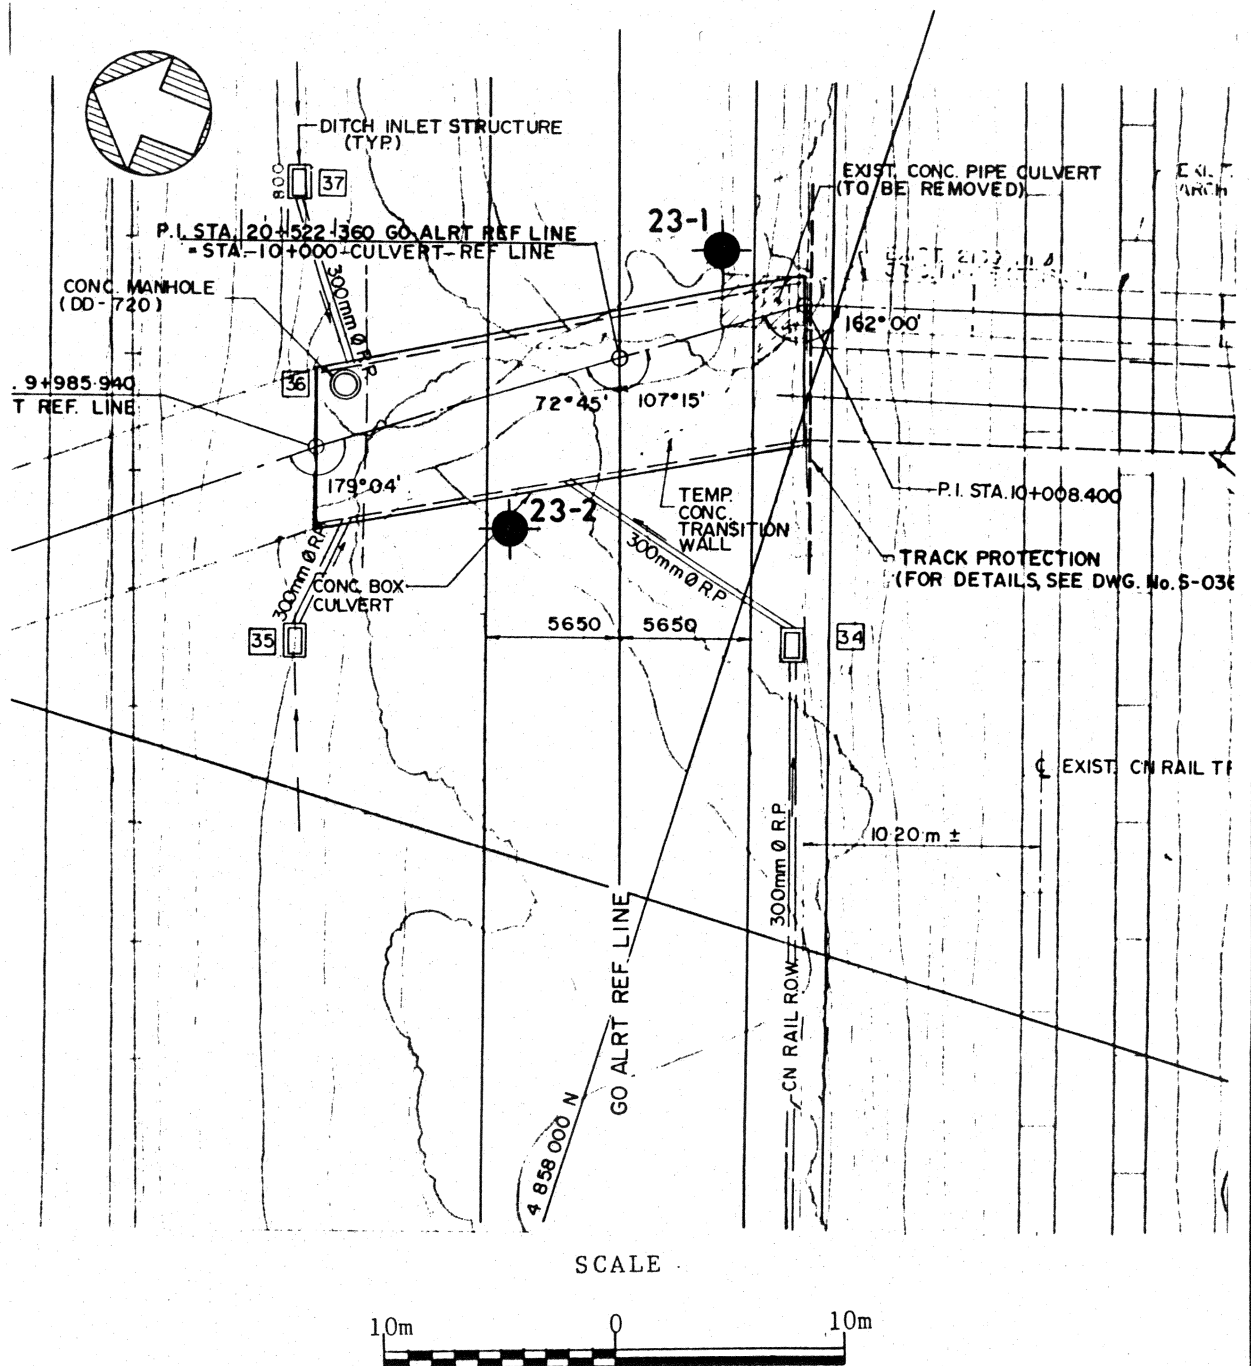 DITCH INLET STRUCTURE
(TYP.)
800
37
EXIST. CONC. PIPE CULVERT
(TO BE REMOVED)
ARCH
23-1
P.I. STA. 20+522.360 GO ALRT REF LINE
= STA. 10+000 CULVERT REF LINE
CONC. MANHOLE
(DD-720)
300mm Ø R.P.
162°00'
36
. 9+985.940
T REF. LINE
72°45'
107°15'
179°04'
P.I. STA. 10+008.400
TEMP.
CONC.
TRANSITION
WALL
23-2
300mm Ø R.P.
300mm Ø R.P.
TRACK PROTECTION
(FOR DETAILS, SEE DWG. No. S-036
CONC. BOX
CULVERT
5650
5650
35
34
℄ EXIST. CN RAIL TR
10.20 m ±
300mm Ø R.P.
GO ALRT REF. LINE
CN RAIL R.O.W.
4 858 000 N
SCALE
10m
0
10m